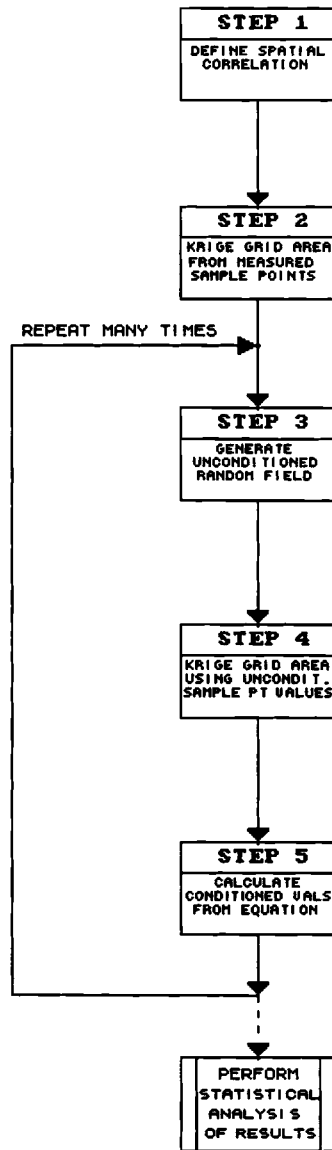 STEP 1
DEFINE SPATIAL
CORRELATION
STEP 2
KRIGE GRID AREA
FROM MEASURED
SAMPLE POINTS
REPEAT MANY TIMES
STEP 3
GENERATE
UNCONDITIONED
RANDOM FIELD
STEP 4
KRIGE GRID AREA
USING UNCONDIT.
SAMPLE PT VALUES
STEP 5
CALCULATE
CONDITIONED VALS
FROM EQUATION
PERFORM
STATISTICAL
ANALYSIS
OF RESULTS